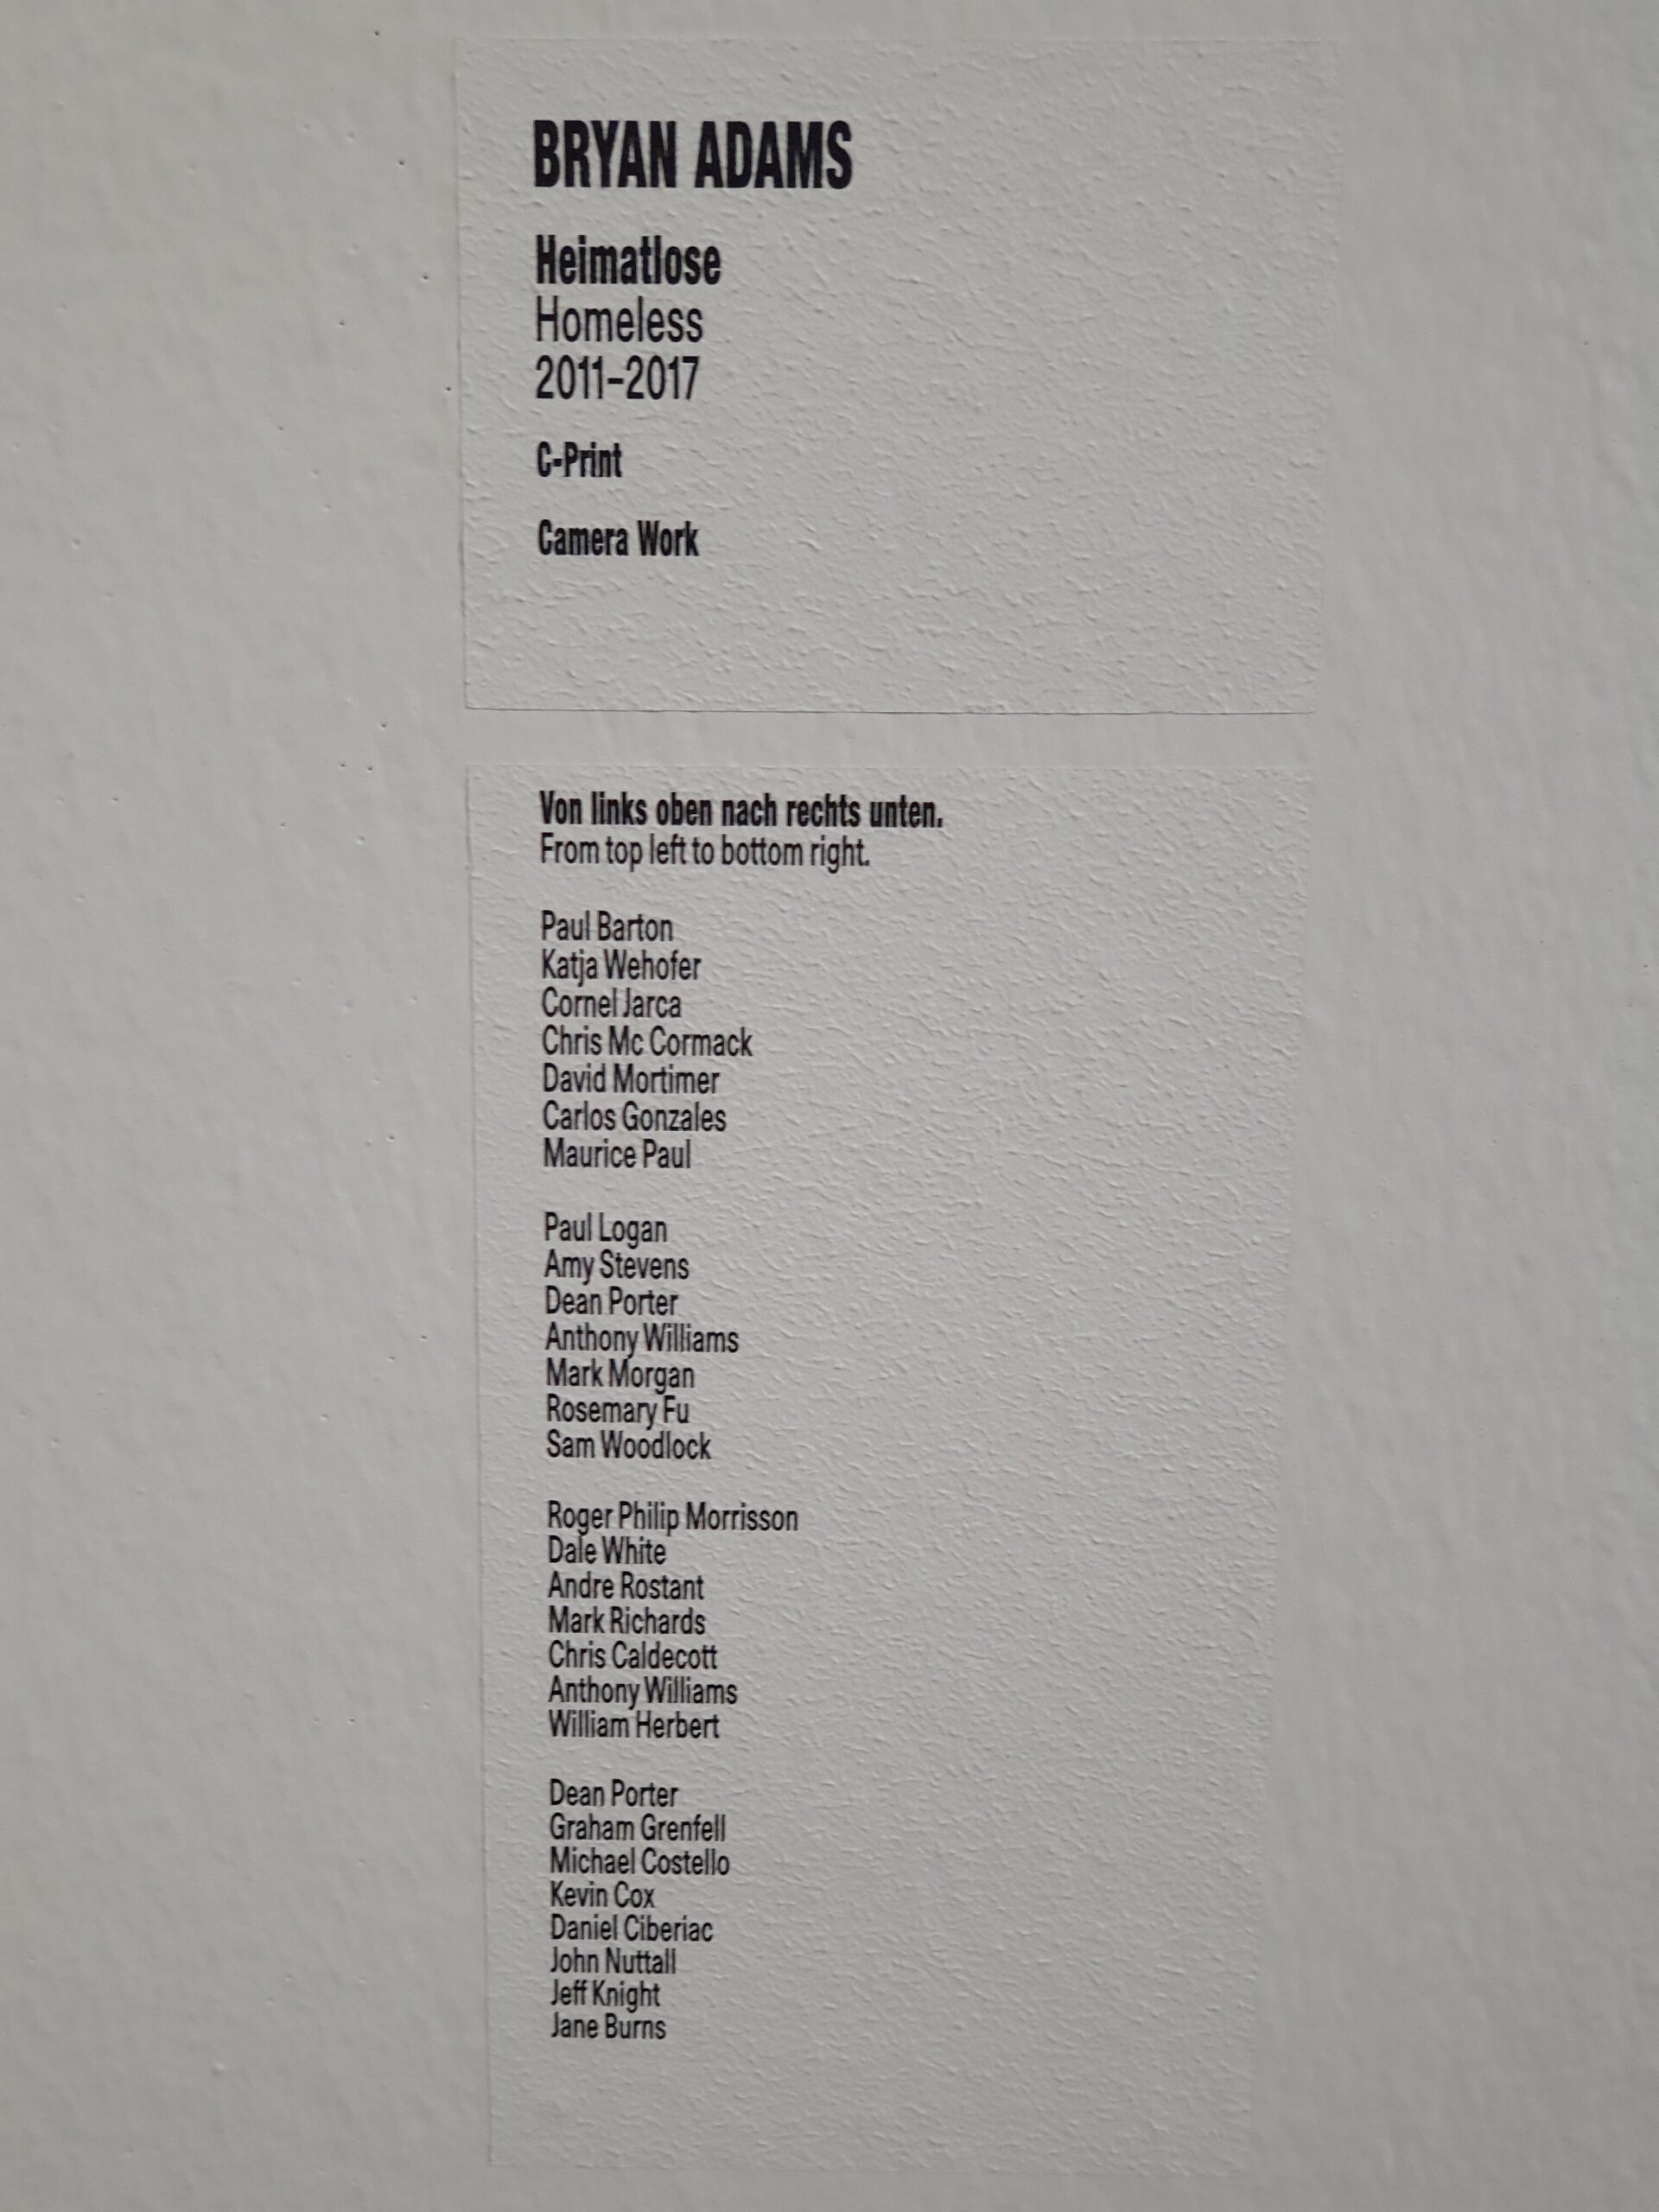 BRYAN ADAMS
Heimatlose
Homeless
2011–2017
C-Print
Camera Work
Von links oben nach rechts unten.
From top left to bottom right.
Paul Barton
Katja Wehofer
Cornel Jarca
Chris Mc Cormack
David Mortimer
Carlos Gonzales
Maurice Paul
Paul Logan
Amy Stevens
Dean Porter
Anthony Williams
Mark Morgan
Rosemary Fu
Sam Woodlock
Roger Philip Morrisson
Dale White
Andre Rostant
Mark Richards
Chris Caldecott
Anthony Williams
William Herbert
Dean Porter
Graham Grenfell
Michael Costello
Kevin Cox
Daniel Ciberiac
John Nuttall
Jeff Knight
Jane Burns